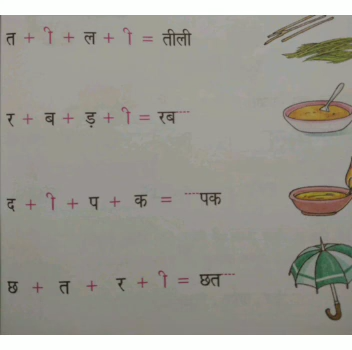 त + ी + ल + ी = तीली
र + ब + ड़ + ी = रब....
द + ी + प + क = ....पक
छ + त + र + ी = छत....